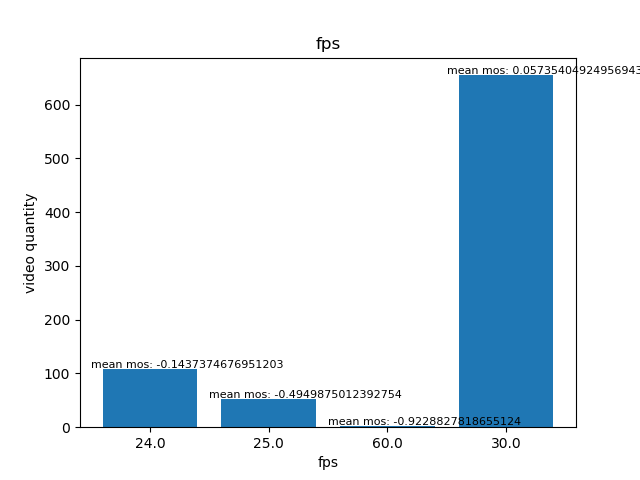 fps
mean mos: 0.05735404924956943
600
500
400
300
200
100
0
video quantity
mean mos: -0.1437374676951203
mean mos: -0.4949875012392754
mean mos: -0.9228827818655124
24.0
25.0
60.0
30.0
fps